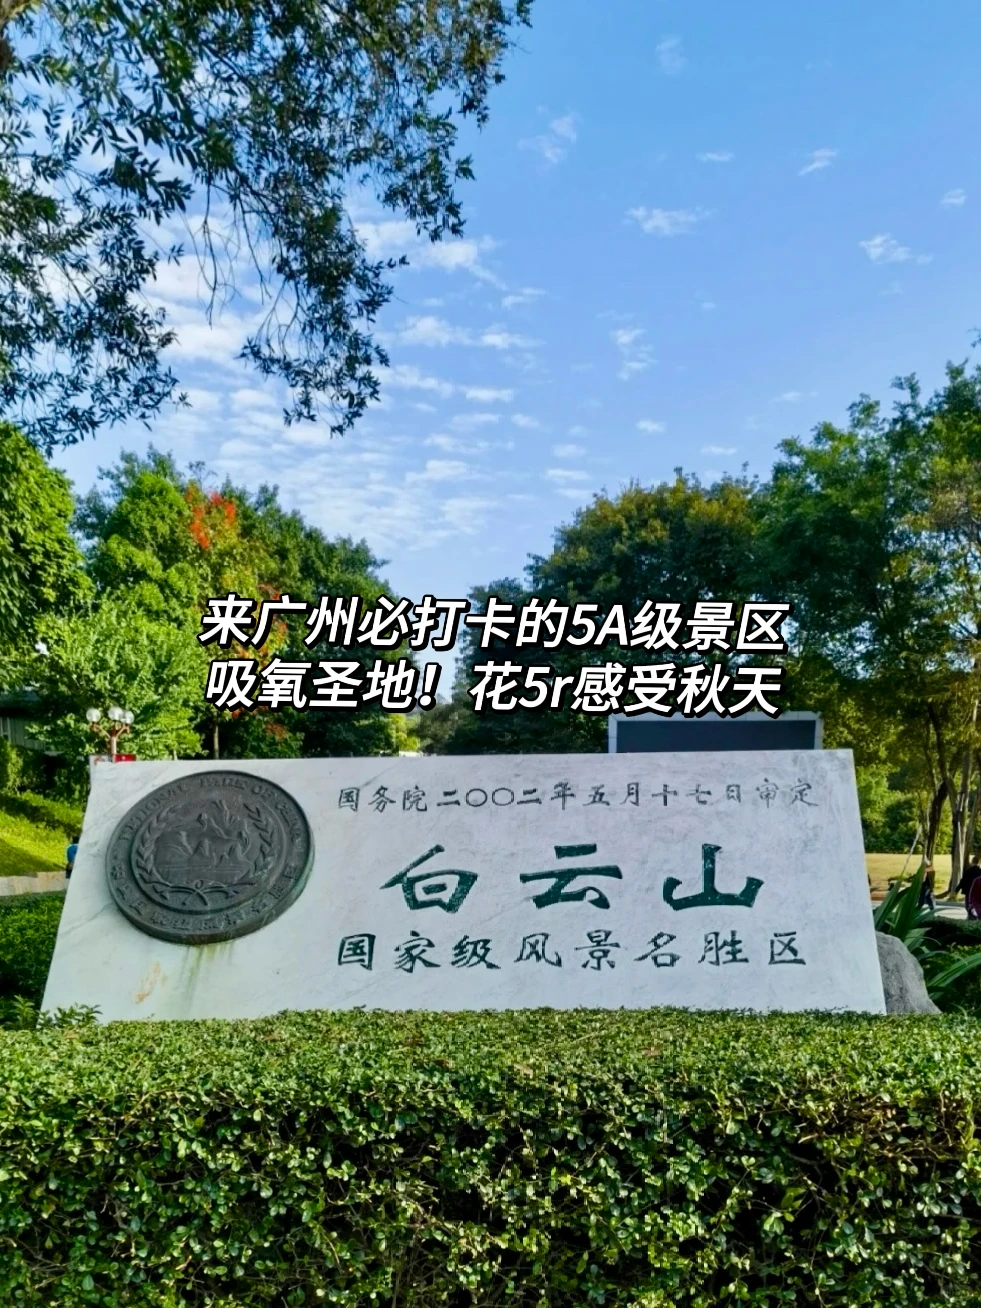 来广州必打卡的5A级景区
吸氧圣地！花5r感受秋天
国务院二〇〇二年五月十七日审定
白云山
国家级风景名胜区